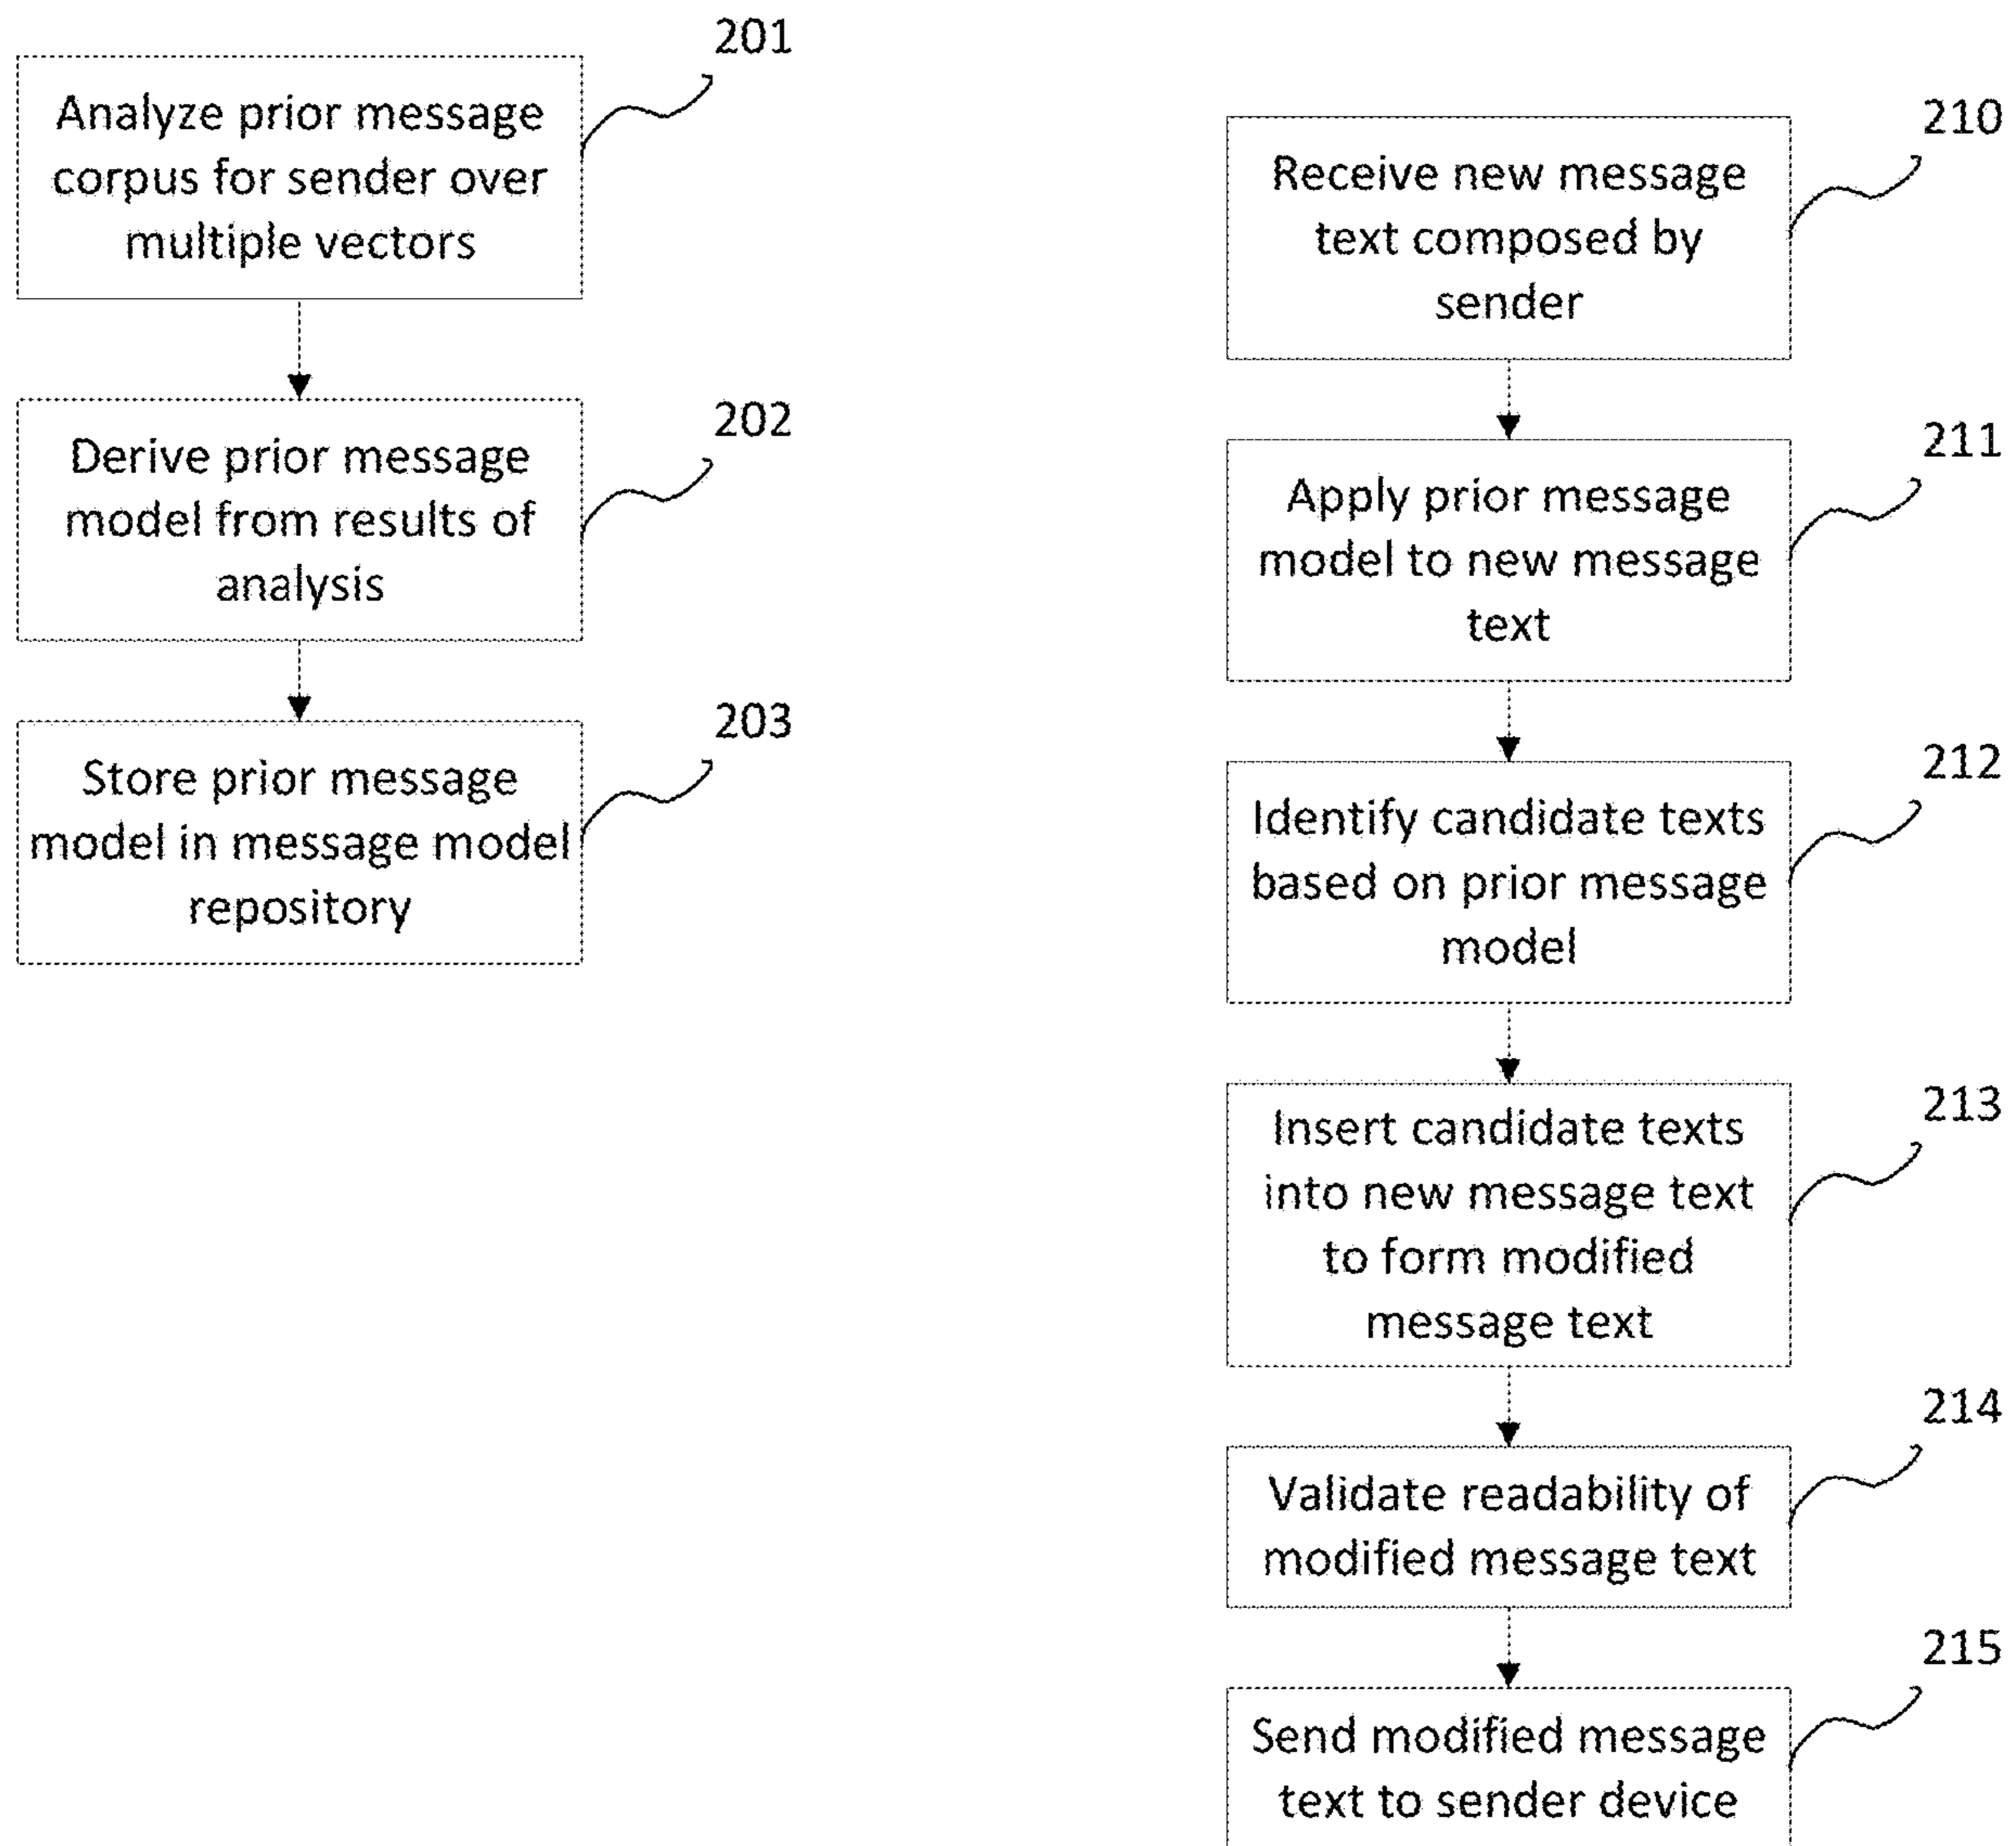 201
Analyze prior message
corpus for sender over
multiple vectors
202
Derive prior message
model from results of
analysis
203
Store prior message
model in message model
repository
210
Receive new message
text composed by
sender
211
Apply prior message
model to new message
text
212
Identify candidate texts
based on prior message
model
213
Insert candidate texts
into new message text
to form modified
message text
214
Validate readability of
modified message text
215
Send modified message
text to sender device